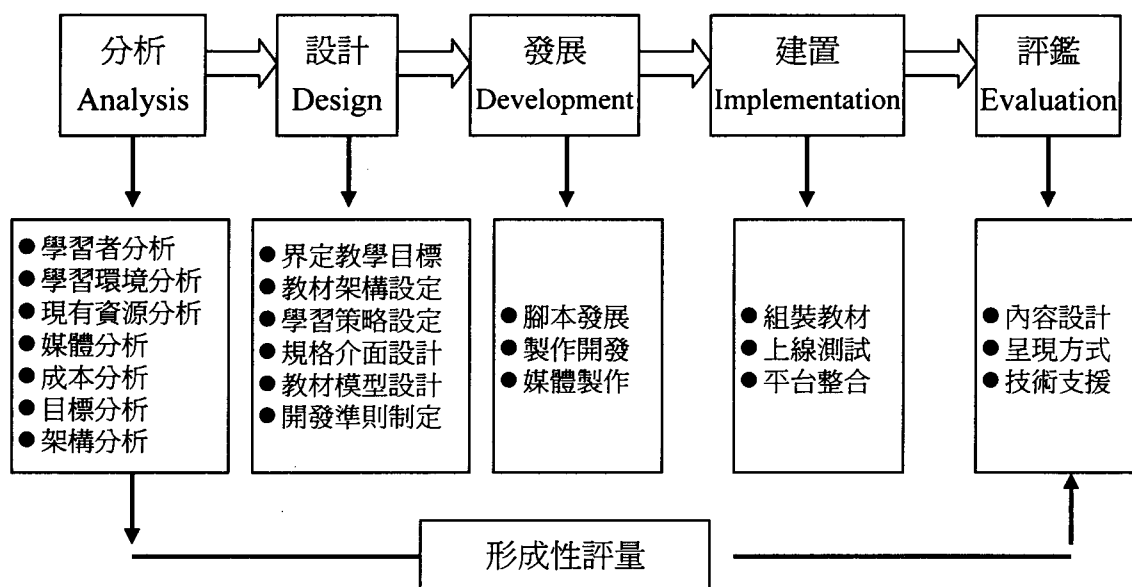 分析
Analysis
設計
Design
發展
Development
建置
Implementation
評鑑
Evaluation
●學習者分析
●學習環境分析
●現有資源分析
●媒體分析
●成本分析
●目標分析
●架構分析
●界定教學目標
●教材架構設定
●學習策略設定
●規格介面設計
●教材模型設計
●開發準則制定
●腳本發展
●製作開發
●媒體製作
●組裝教材
●上線測試
●平台整合
●內容設計
●呈現方式
●技術支援
形成性評量